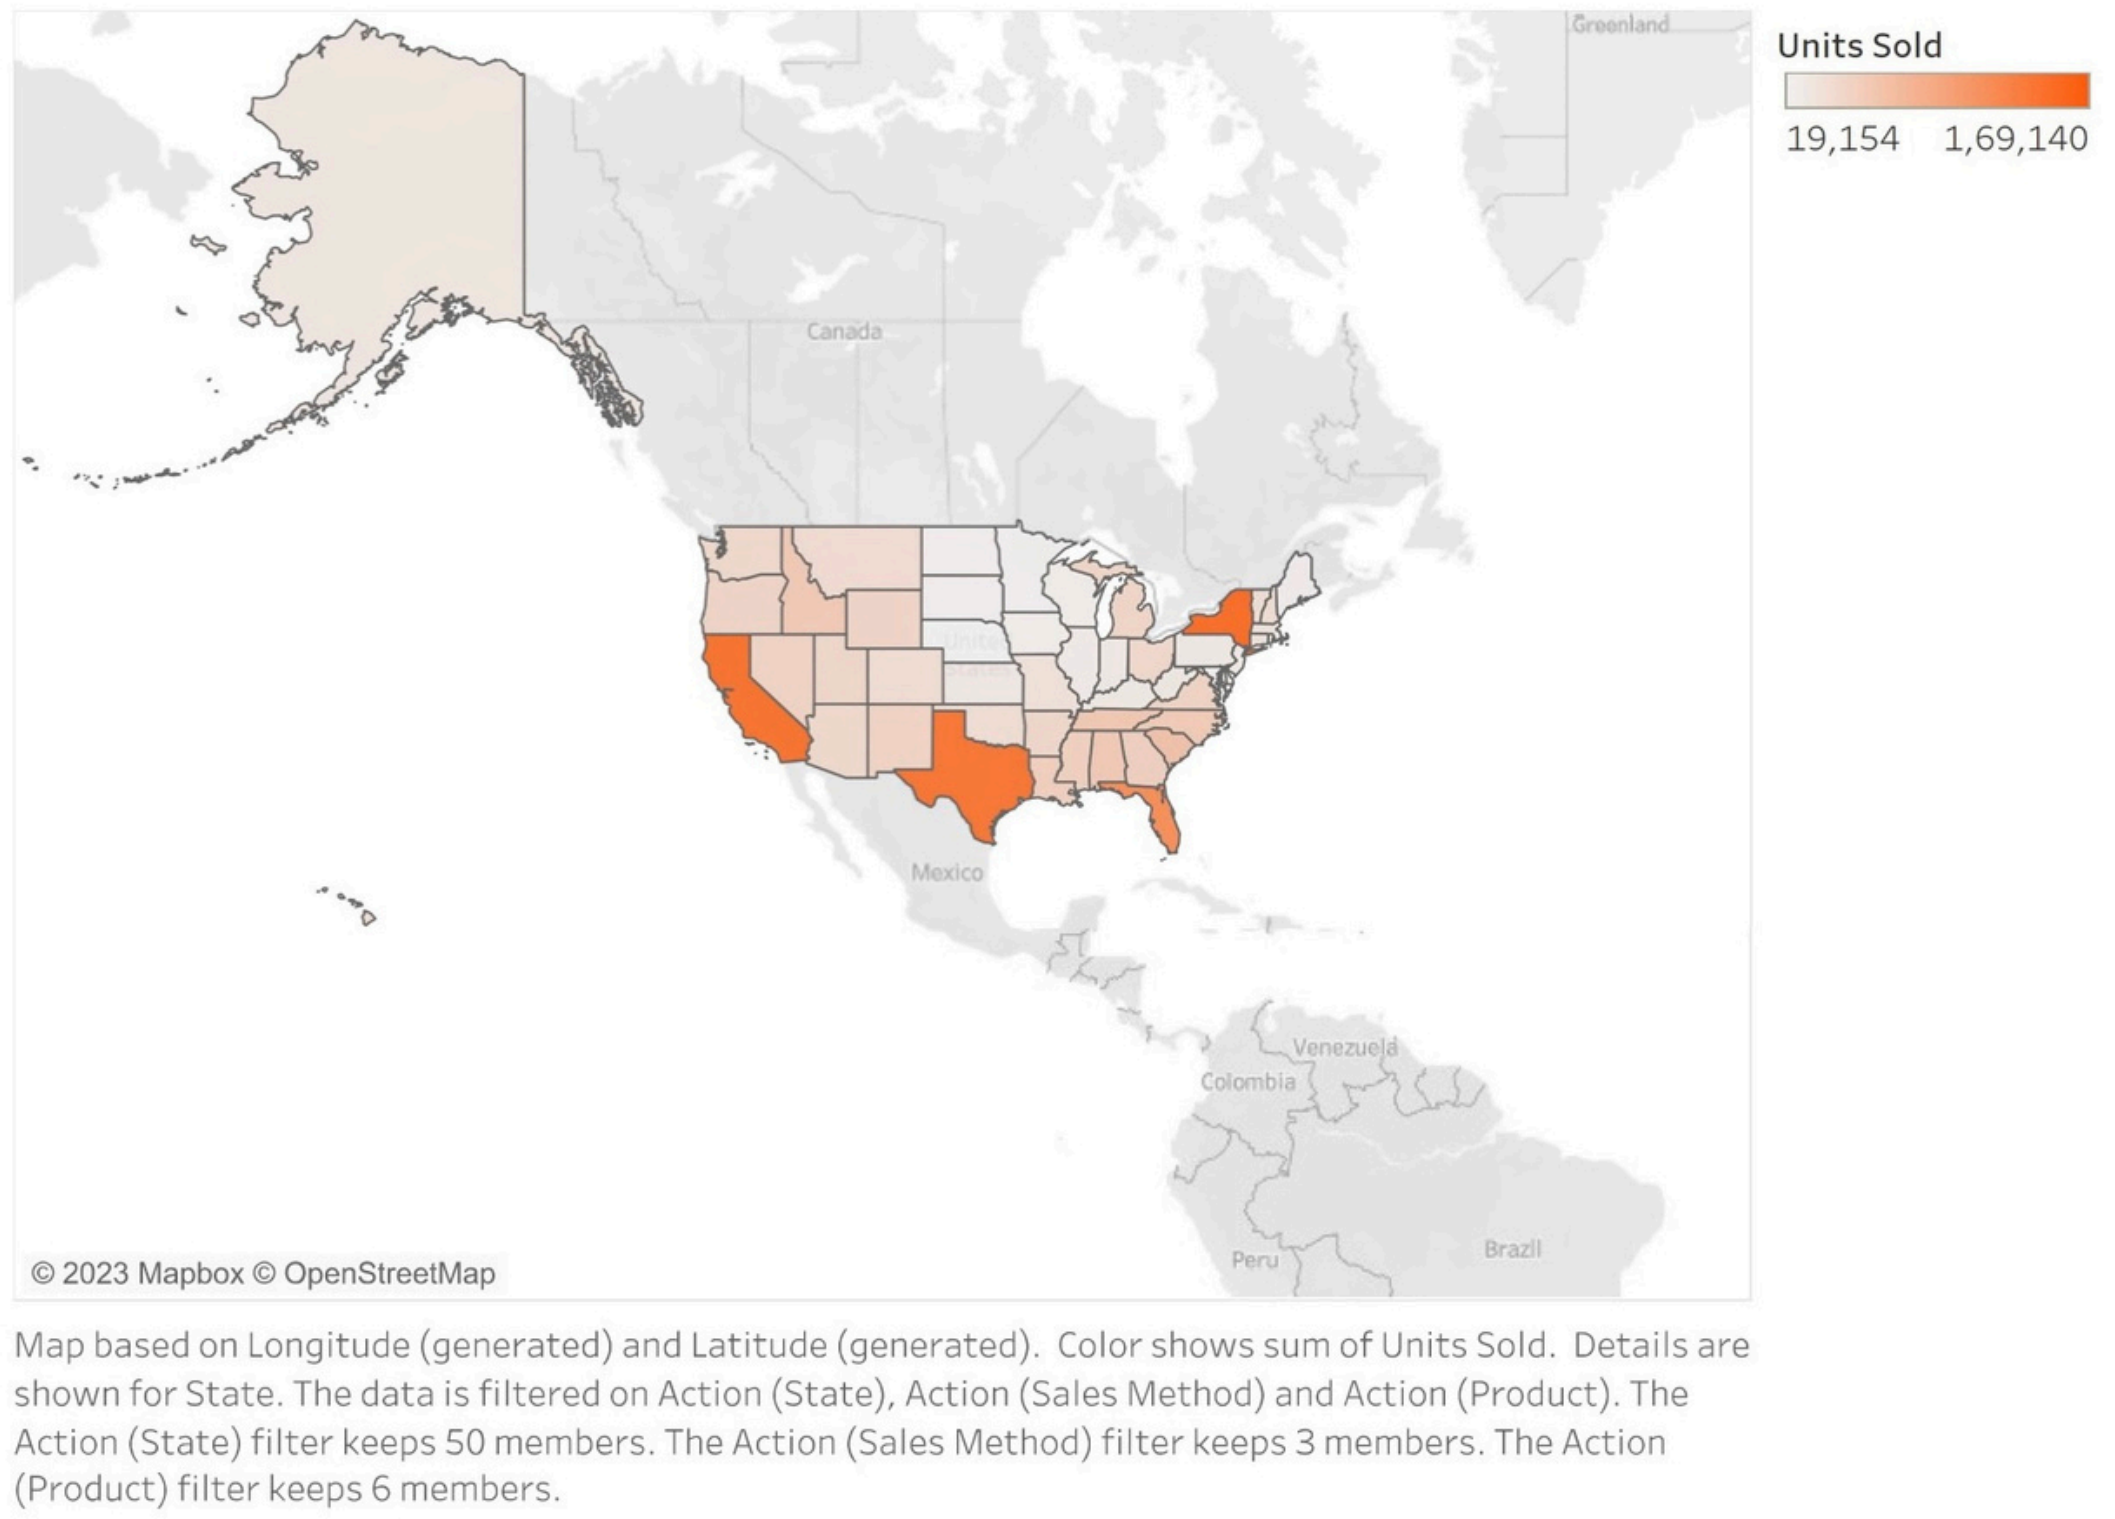 Greenland
Units Sold
19,154 1,69,140
Canada
United
States
Mexico
Venezuela
Colombia
Peru
Brazil
© 2023 Mapbox © OpenStreetMap
Map based on Longitude (generated) and Latitude (generated).  Color shows sum of Units Sold.  Details are
shown for State. The data is filtered on Action (State), Action (Sales Method) and Action (Product). The
Action (State) filter keeps 50 members. The Action (Sales Method) filter keeps 3 members. The Action
(Product) filter keeps 6 members.